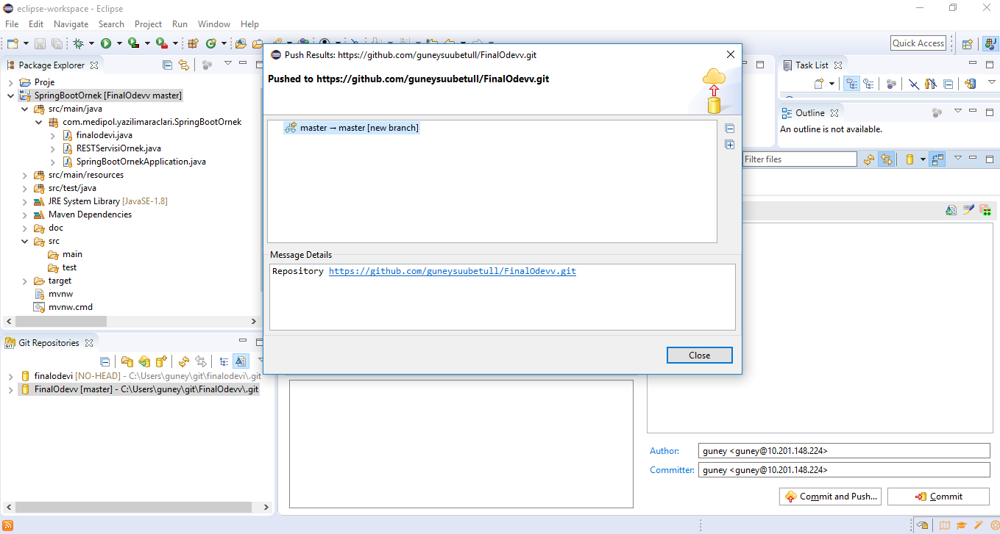 eclipse-workspace - Eclipse
File Edit Navigate Search Project Run Window Help
Quick Access
Package Explorer
Proje
SpringBootOrnek [FinalOdevv master]
src/main/java
com.medipol.yazilimaraclari.SpringBootOrnek
finalodevi.java
RESTServisiOrnek.java
SpringBootOrnekApplication.java
src/main/resources
src/test/java
JRE System Library [JavaSE-1.8]
Maven Dependencies
doc
src
main
test
target
mvnw
mvnw.cmd
Git Repositories
finalodevi [NO-HEAD] - C:\Users\guney\git\finalodevi\.git
FinalOdevv [master] - C:\Users\guney\git\FinalOdevv\.git
Push Results: https://github.com/guneysuubetull/FinalOdevv.git
Pushed to https://github.com/guneysuubetull/FinalOdevv.git
master → master [new branch]
Message Details
Repository https://github.com/guneysuubetull/FinalOdevv.git
Close
Task List
Outline
An outline is not available.
Filter files
Author: guney <guney@10.201.148.224>
Committer: guney <guney@10.201.148.224>
Commit and Push...
Commit